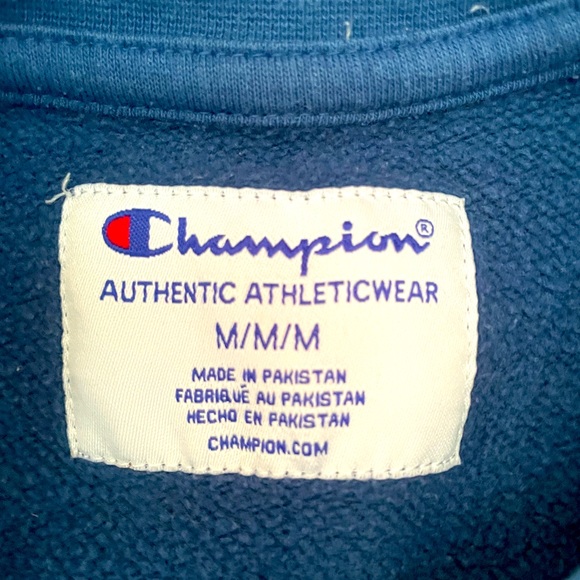 Champion®
AUTHENTIC ATHLETICWEAR
M/M/M
MADE IN PAKISTAN
FABRIQUÉ AU PAKISTAN
HECHO EN PAKISTAN
CHAMPION.COM